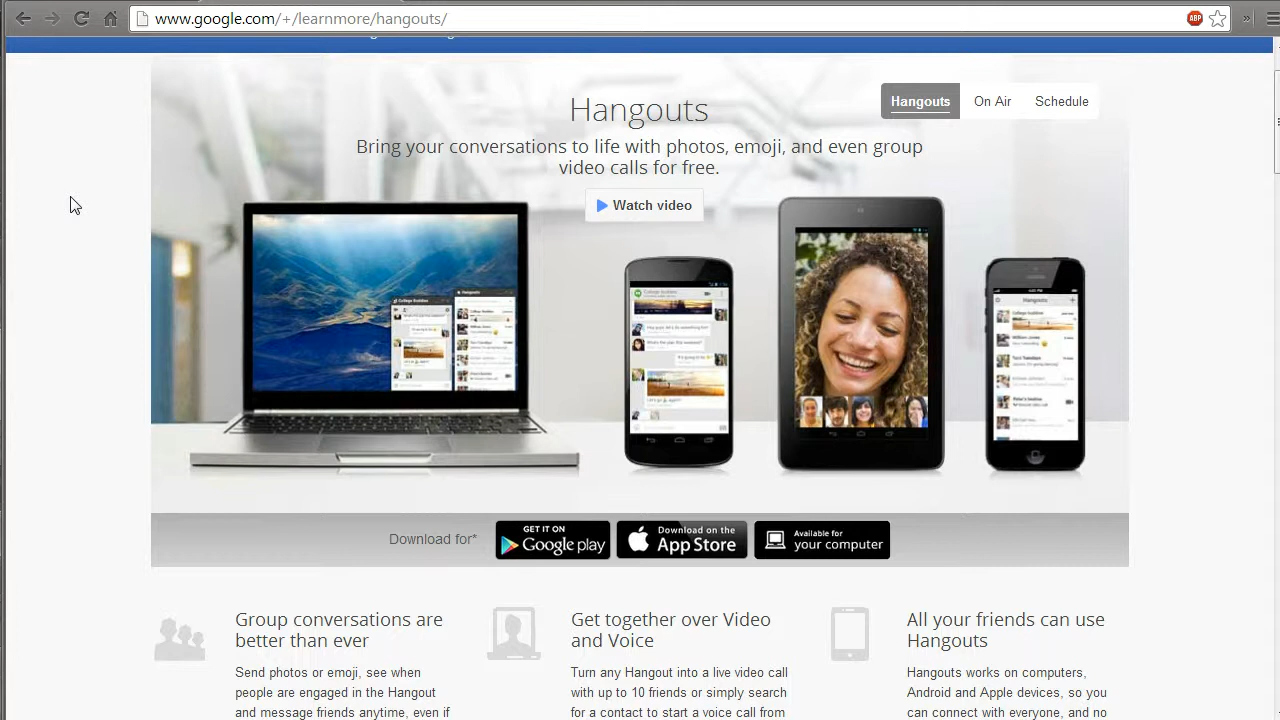 www.google.com/+/learnmore/hangouts/
ABP
Hangouts
On Air
Schedule
Hangouts
Bring your conversations to life with photos, emoji, and even group
video calls for free.
Watch video
Hangouts
Download for*
GET IT ON
Google play
Download on the
App Store
Available for
your computer
Group conversations are
better than ever
Send photos or emoji, see when
people are engaged in the Hangout
and message friends anytime, even if
Get together over Video
and Voice
Turn any Hangout into a live video call
with up to 10 friends or simply search
for a contact to start a voice call from
All your friends can use
Hangouts
Hangouts works on computers,
Android and Apple devices, so you
can connect with everyone, and no